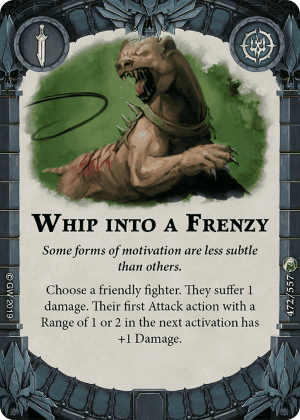 WHIP INTO A FRENZY
Some forms of motivation are less subtle
than others.
Choose a friendly fighter. They suffer 1
damage. Their first Attack action with a
Range of 1 or 2 in the next activation has
+1 Damage.
© GW 2019
472/557